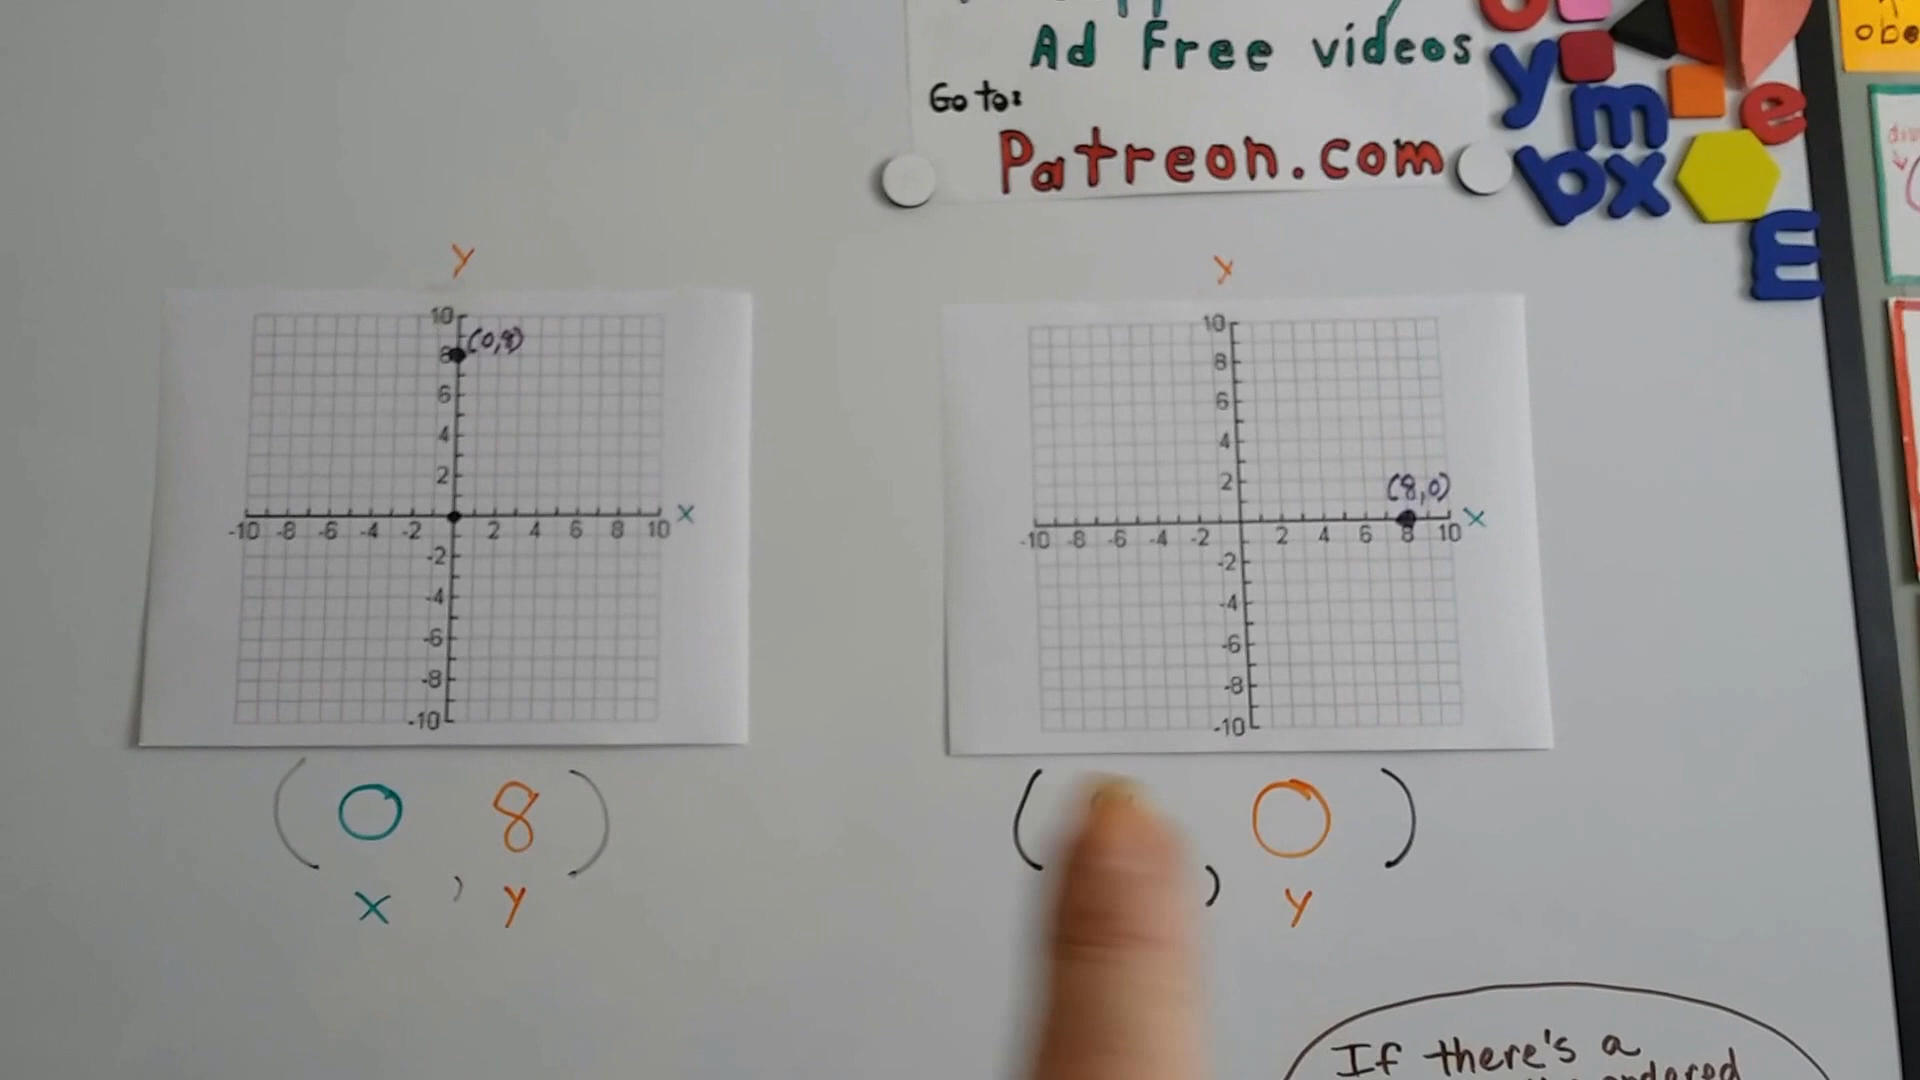 Ad Free videos
Go to:
Patreon.com
y
m
e
b
x
E
obe
y
10
(0,8)
8
6
4
2
-10 -8 -6 -4 -2 2 4 6 8 10 x
-2
-4
-6
-8
-10
( 0 8 )
x , y
y
10
8
6
4
2
(8,0)
-10 -8 -6 -4 -2 2 4 6 8 10 x
-2
-4
-6
-8
-10
( 0 )
, y
If there's a
ordered